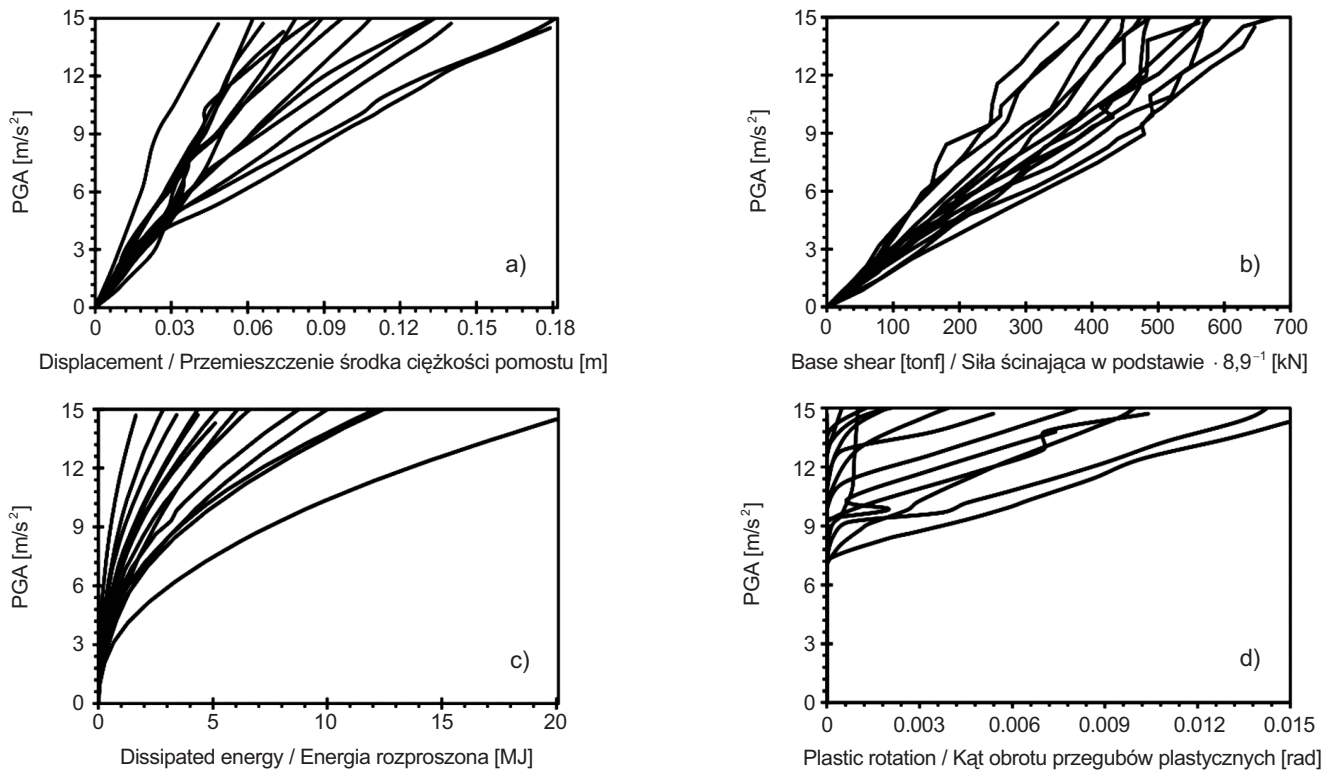 15
12
9
6
3
0
PGA [m/s²]
a)
0 0.03 0.06 0.09 0.12 0.15 0.18
Displacement / Przemieszczenie środka ciężkości pomostu [m]
15
12
9
6
3
0
PGA [m/s²]
b)
0 100 200 300 400 500 600 700
Base shear [tonf] / Siła ścinająca w podstawie · 8,9⁻¹ [kN]
15
12
9
6
3
0
PGA [m/s²]
c)
0 5 10 15 20
Dissipated energy / Energia rozproszona [MJ]
15
12
9
6
3
0
PGA [m/s²]
d)
0 0.003 0.006 0.009 0.012 0.015
Plastic rotation / Kąt obrotu przegubów plastycznych [rad]